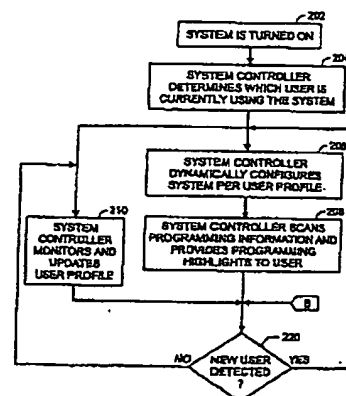 202
SYSTEM IS TURNED ON
204
SYSTEM CONTROLLER
DETERMINES WHICH USER IS
CURRENTLY USING THE SYSTEM
206
SYSTEM CONTROLLER
DYNAMICALLY CONFIGURES
SYSTEM PER USER PROFILE
210
SYSTEM
CONTROLLER
MONITORS AND
UPDATES
USER PROFILE
208
SYSTEM CONTROLLER SCANS
PROGRAMMING INFORMATION AND
PROVIDES PROGRAMMING
HIGHLIGHTS TO USER
B
220
NO
NEW USER
DETECTED
?
YES